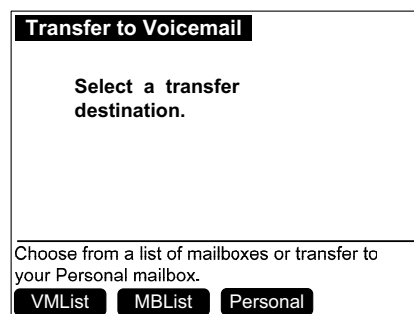 Transfer to Voicemail
Select a transfer
destination.
Choose from a list of mailboxes or transfer to
your Personal mailbox.
VMList MBList Personal